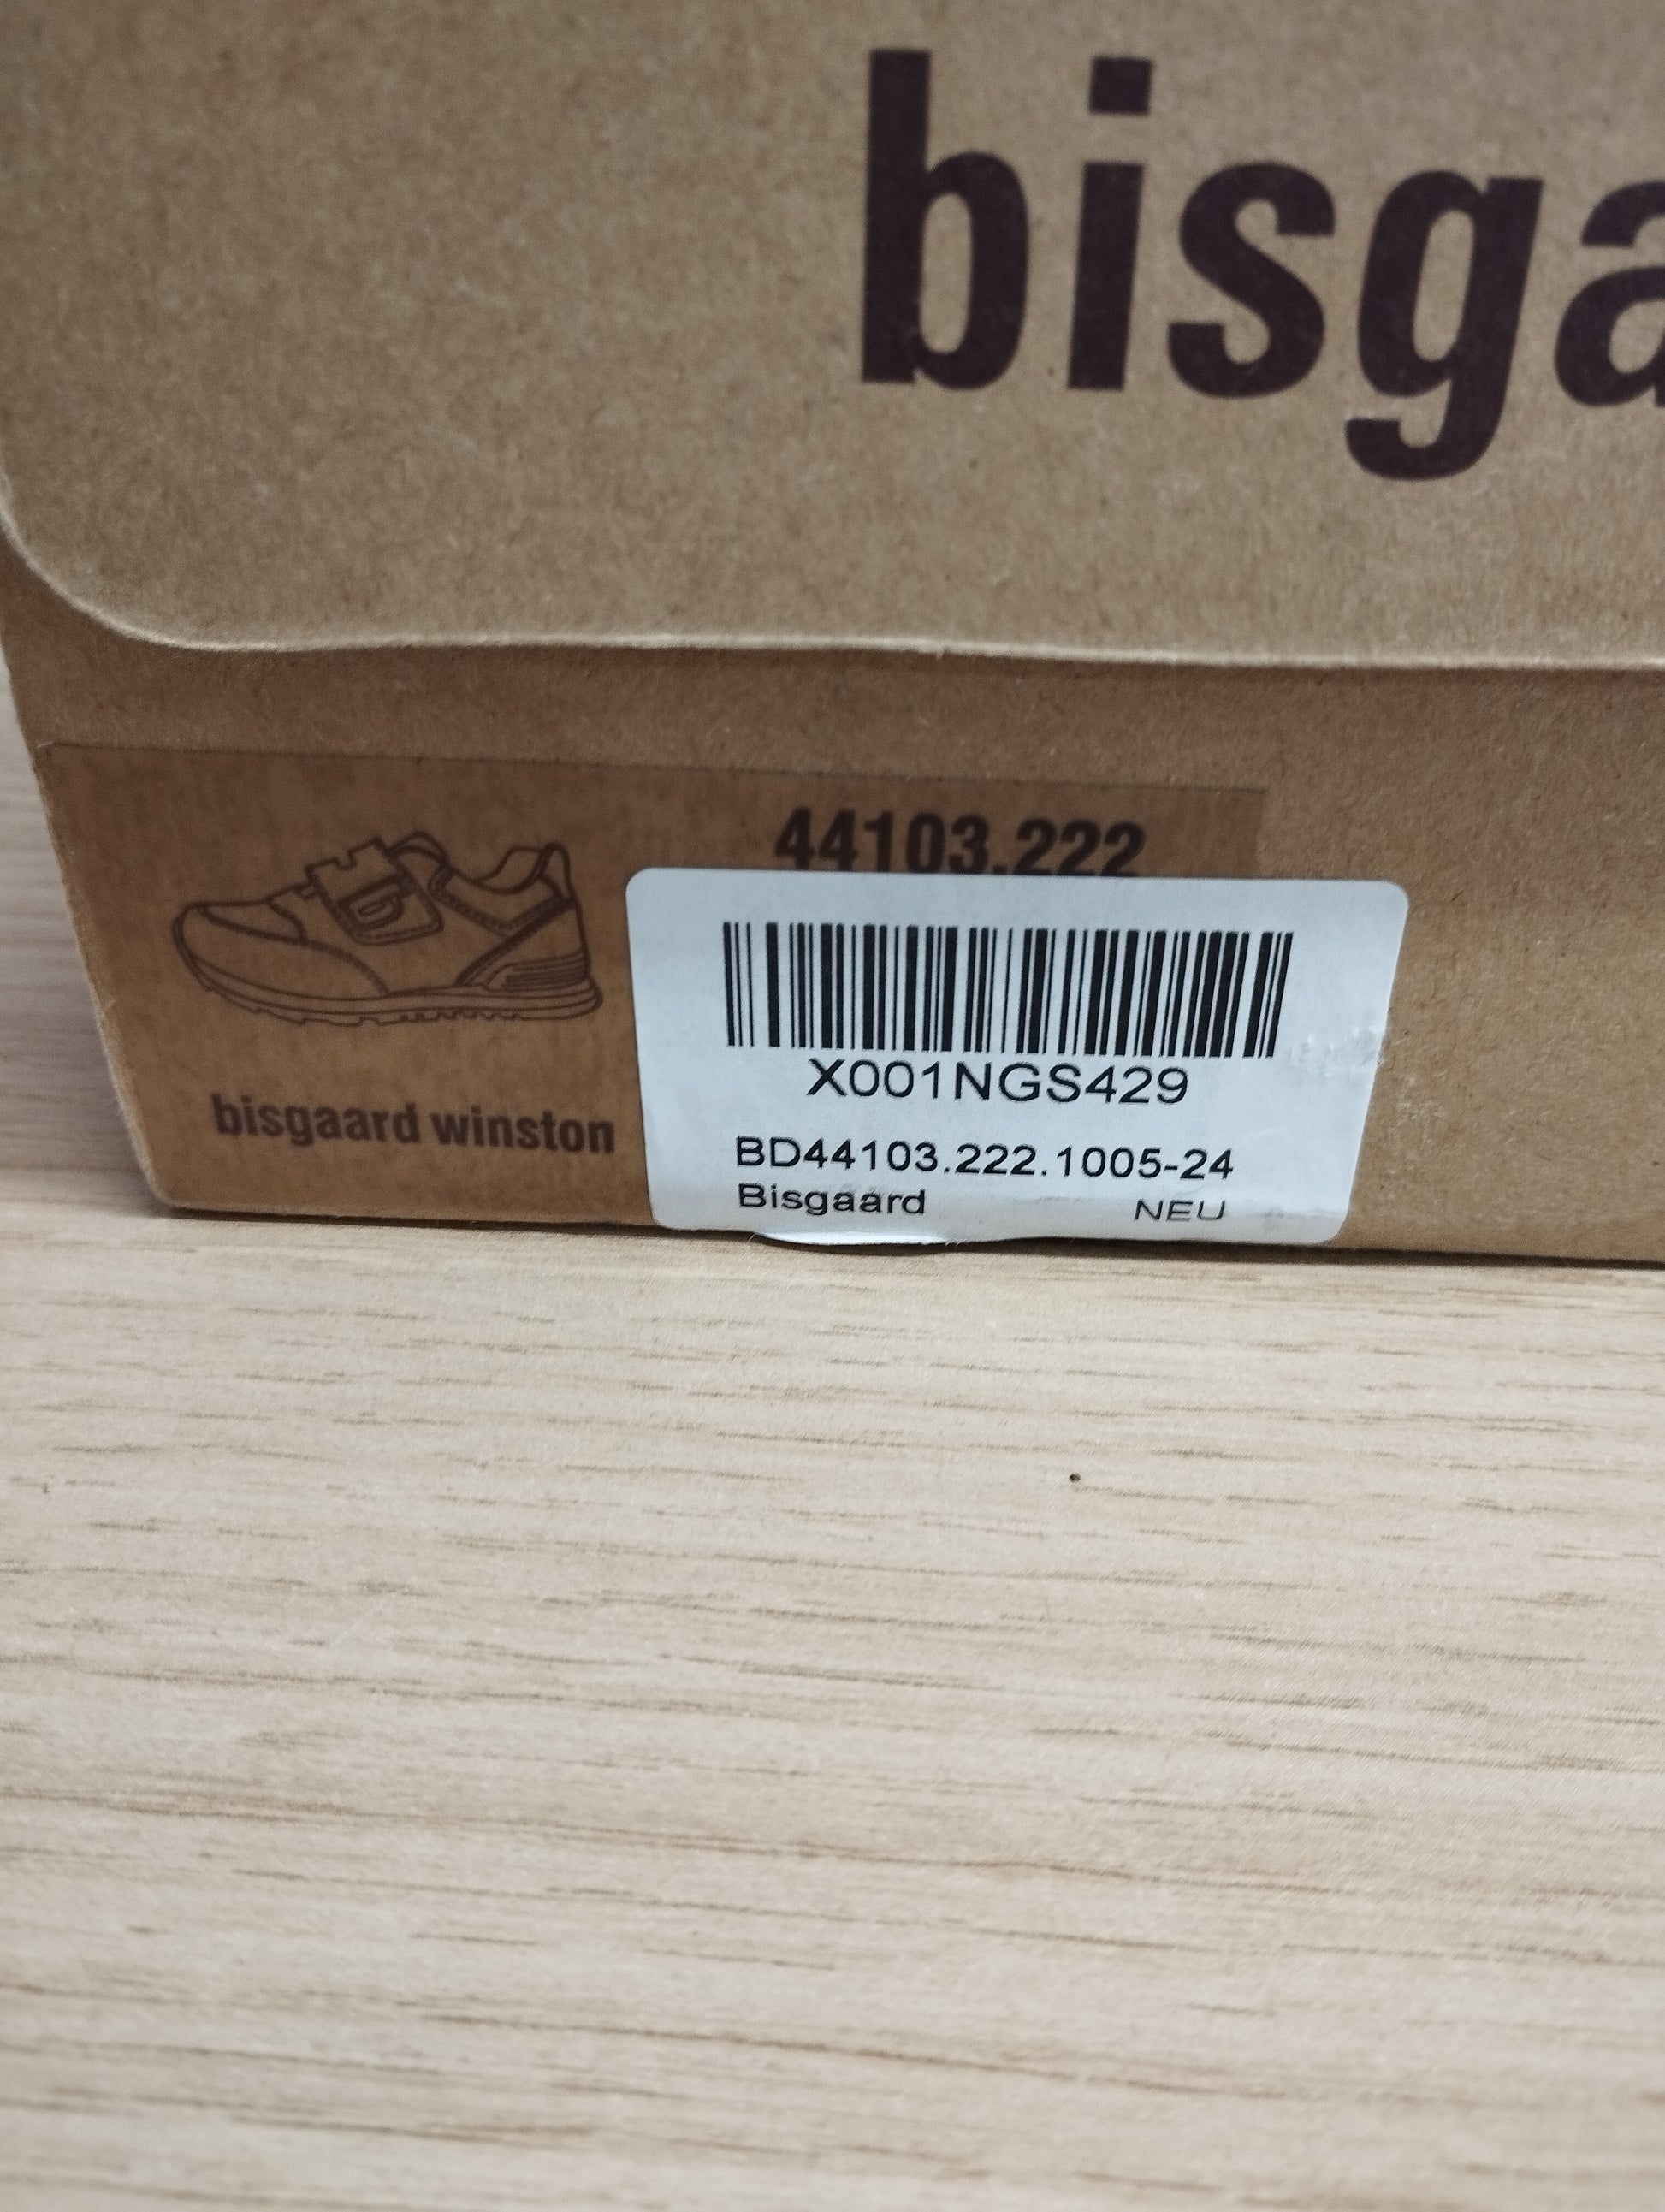 bisga
44103.222
X001NGS429
BD44103.222.1005-24
Bisgaard NEU
bisgaard winston